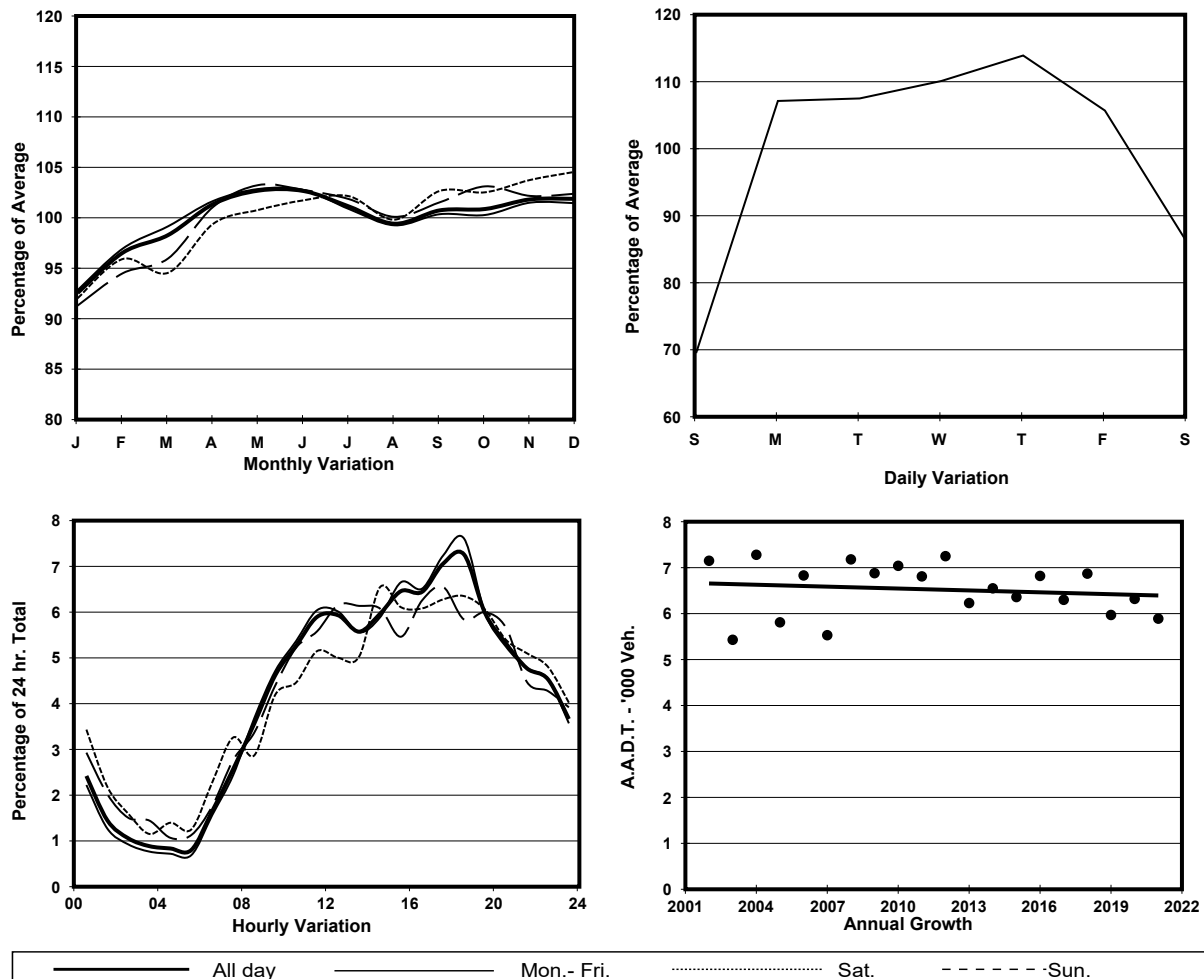 120
115
110
105
100
95
90
85
80
Percentage of Average
J F M A M J J A S O N D
Monthly Variation
120
110
100
90
80
70
60
Percentage of Average
S M T W T F S
Daily Variation
8
7
6
5
4
3
2
1
0
Percentage of 24 hr. Total
00 04 08 12 16 20 24
Hourly Variation
8
7
6
5
4
3
2
1
0
A.A.D.T. - '000 Veh.
2001 2004 2007 2010 2013 2016 2019 2022
Annual Growth
All day Mon.- Fri. Sat. Sun.